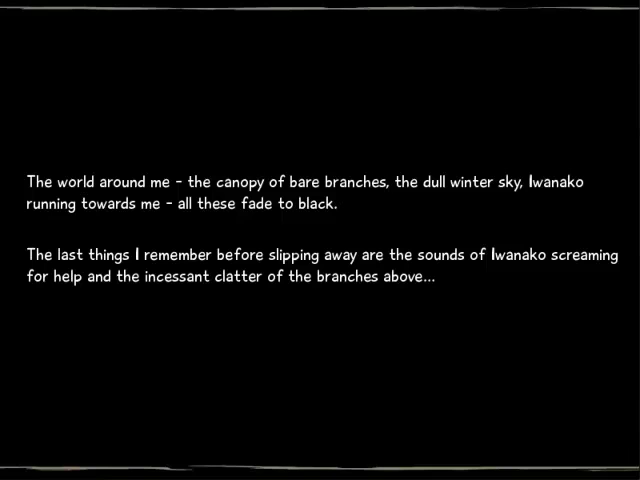 The world around me - the canopy of bare branches, the dull winter sky, Iwanako
running towards me - all these fade to black.
The last things I remember before slipping away are the sounds of Iwanako screaming
for help and the incessant clatter of the branches above...